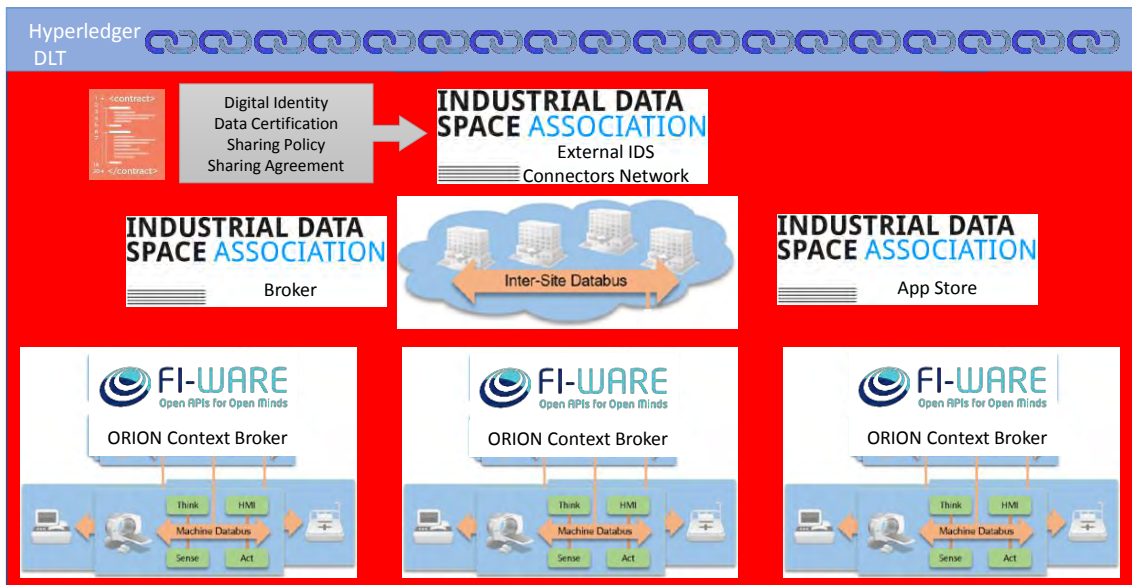 Hyperledger
DLT
<contract>
</contract>
Digital Identity
Data Certification
Sharing Policy
Sharing Agreement
INDUSTRIAL DATA
SPACE ASSOCIATION
External IDS
Connectors Network
INDUSTRIAL DATA
SPACE ASSOCIATION
Broker
Inter-Site Databus
INDUSTRIAL DATA
SPACE ASSOCIATION
App Store
FI-WARE
Open APIs for Open Minds
ORION Context Broker
Think
HMI
Machine Databus
Sense
Act
FI-WARE
Open APIs for Open Minds
ORION Context Broker
Think
HMI
Machine Databus
Sense
Act
FI-WARE
Open APIs for Open Minds
ORION Context Broker
Think
HMI
Machine Databus
Sense
Act